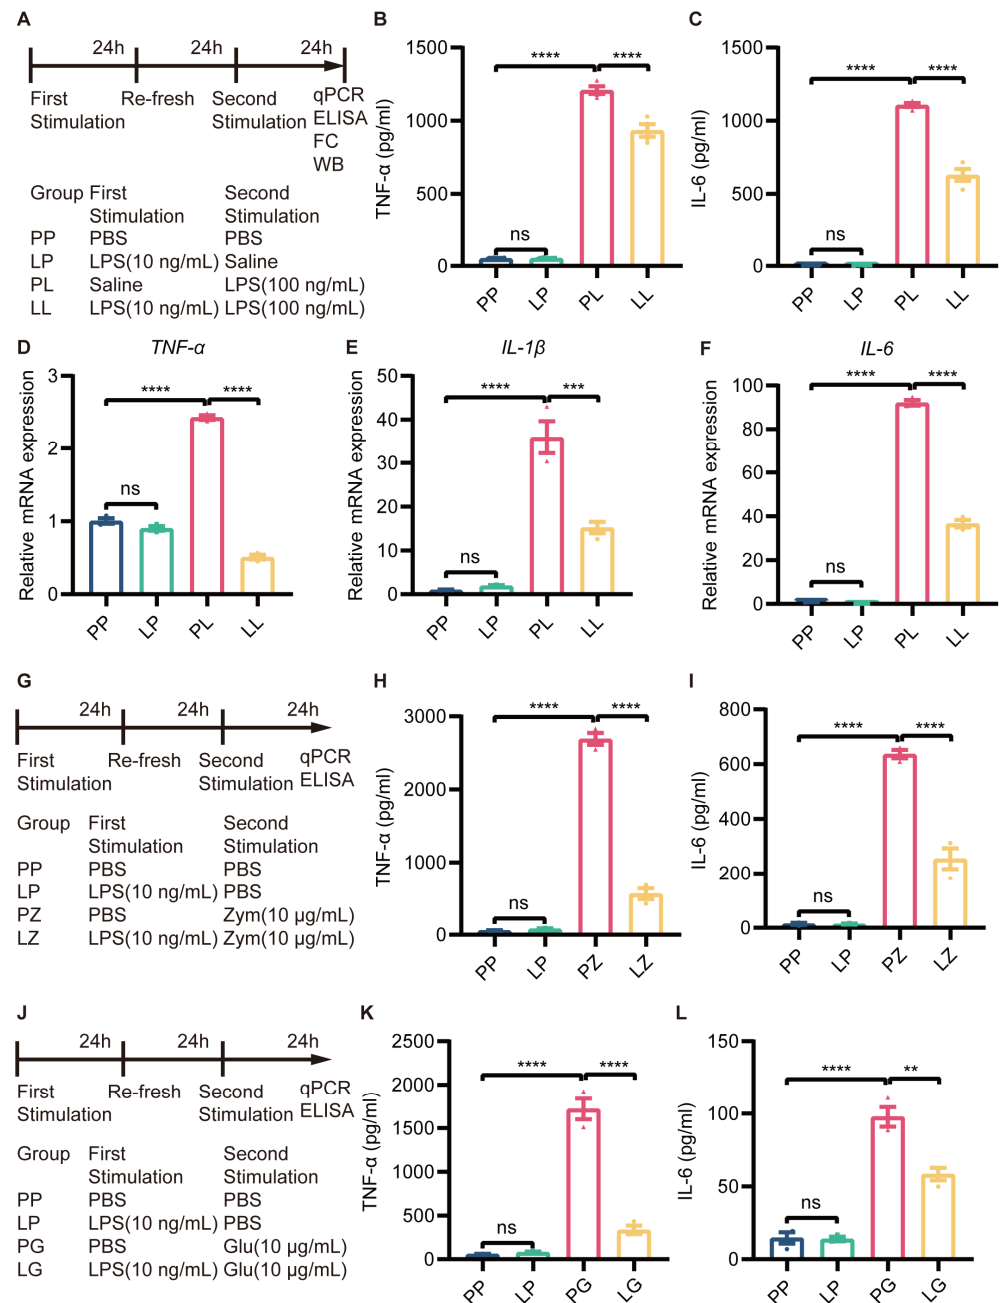 A
24h 24h 24h
First Stimulation
Re-fresh
Second Stimulation
qPCR
ELISA
FC
WB
Group First Stimulation Second Stimulation
PP PBS PBS
LP LPS(10 ng/mL) Saline
PL Saline LPS(100 ng/mL)
LL LPS(10 ng/mL) LPS(100 ng/mL)
B
TNF-α (pg/ml)
1500
1000
500
0
ns
****
****
PP LP PL LL
C
IL-6 (pg/ml)
1500
1000
500
0
ns
****
****
PP LP PL LL
D
TNF-α
Relative mRNA expression
3
2
1
0
ns
****
****
PP LP PL LL
E
IL-1β
Relative mRNA expression
50
40
30
20
10
0
ns
****
***
PP LP PL LL
F
IL-6
Relative mRNA expression
100
80
60
40
20
0
ns
****
****
PP LP PL LL
G
24h 24h 24h
First Stimulation
Re-fresh
Second Stimulation
qPCR
ELISA
Group First Stimulation Second Stimulation
PP PBS PBS
LP LPS(10 ng/mL) PBS
PZ PBS Zym(10 µg/mL)
LZ LPS(10 ng/mL) Zym(10 µg/mL)
H
TNF-α (pg/ml)
3000
2000
1000
0
ns
****
****
PP LP PZ LZ
I
IL-6 (pg/ml)
800
600
400
200
0
ns
****
****
PP LP PZ LZ
J
24h 24h 24h
First Stimulation
Re-fresh
Second Stimulation
qPCR
ELISA
Group First Stimulation Second Stimulation
PP PBS PBS
LP LPS(10 ng/mL) PBS
PG PBS Glu(10 µg/mL)
LG LPS(10 ng/mL) Glu(10 µg/mL)
K
TNF-α (pg/ml)
2500
2000
1500
1000
500
0
ns
****
****
PP LP PG LG
L
IL-6 (pg/ml)
150
100
50
0
ns
****
**
PP LP PG LG